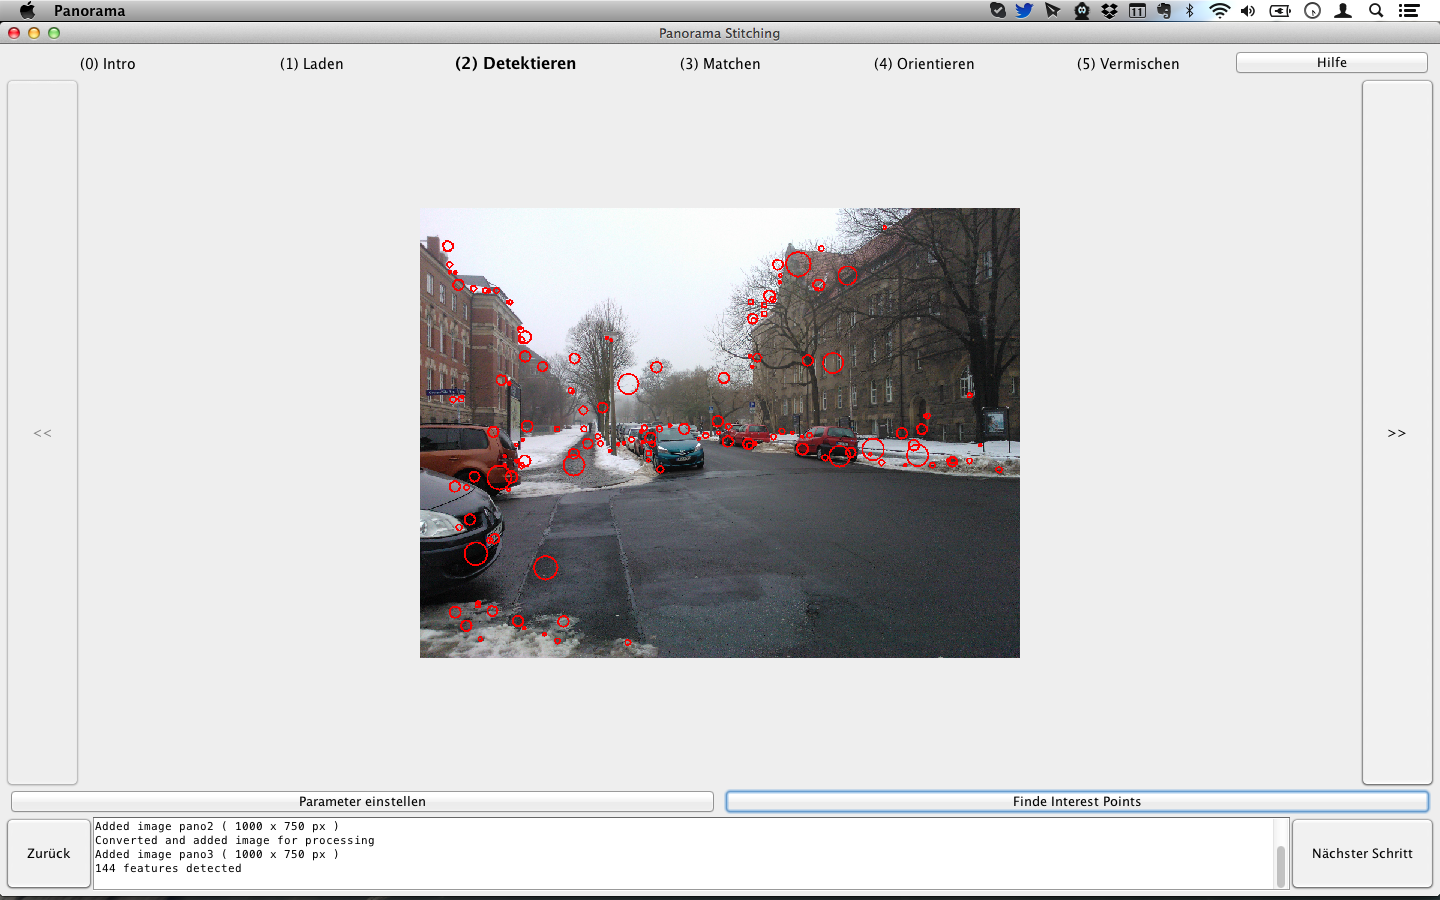 Panorama
11
Panorama Stitching
(0) Intro
(1) Laden
(2) Detektieren
(3) Matchen
(4) Orientieren
(5) Vermischen
Hilfe
<<
>>
Parameter einstellen
Finde Interest Points
Zurück
Added image pano2 ( 1000 x 750 px )
Converted and added image for processing
Added image pano3 ( 1000 x 750 px )
144 features detected
Nächster Schritt